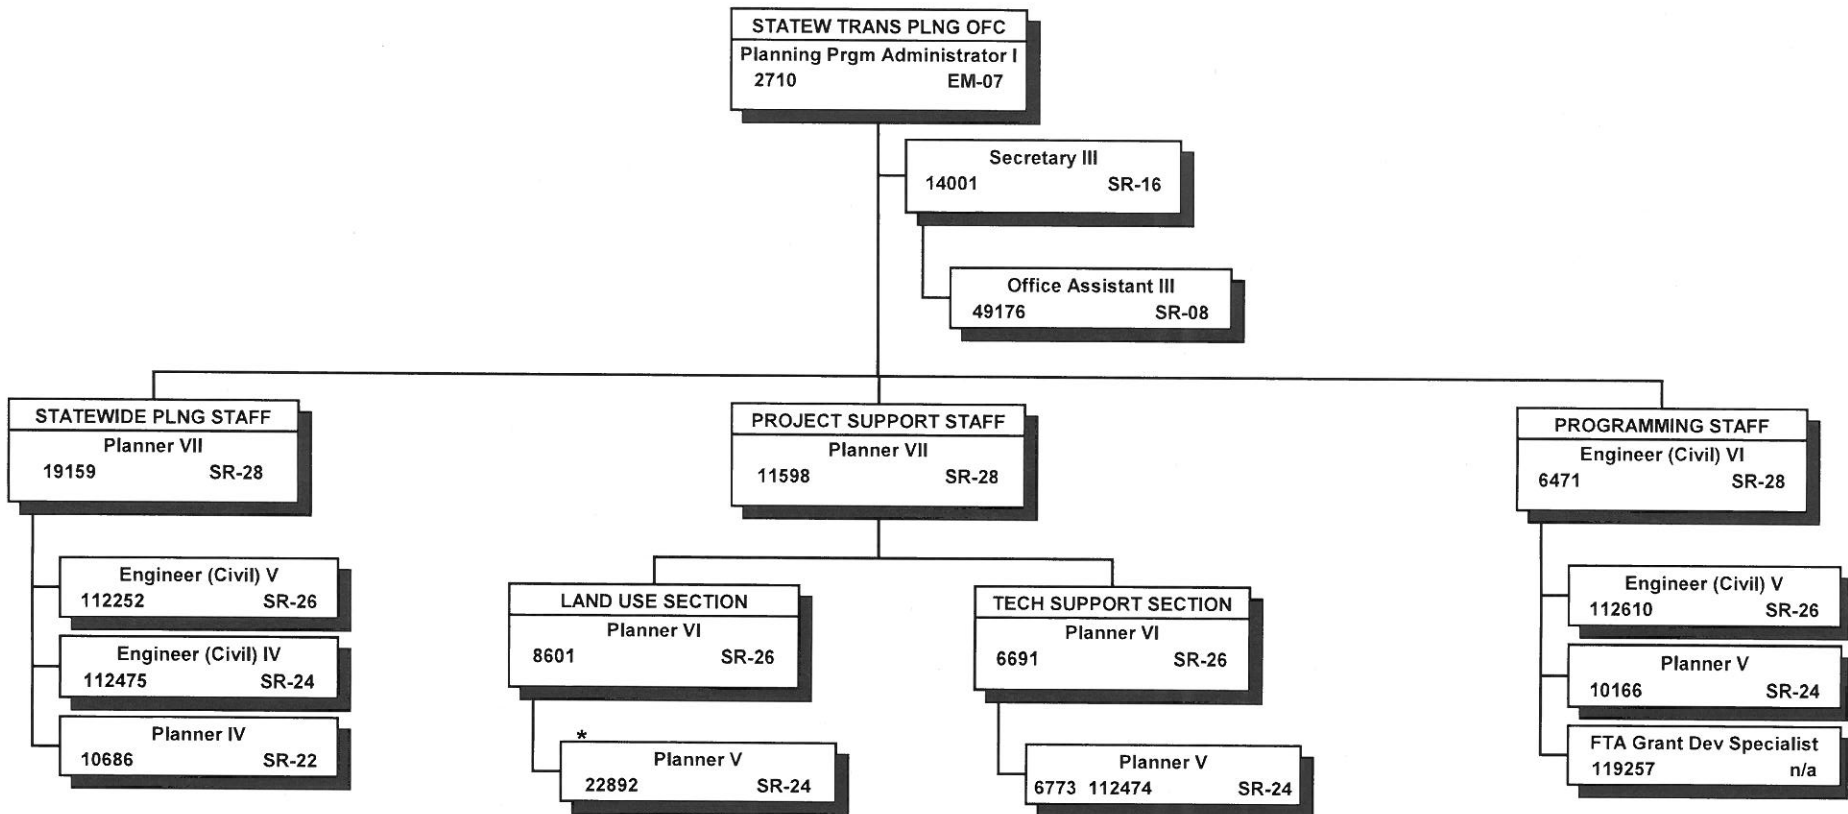 STATEW TRANS PLNG OFC
Planning Prgm Administrator I
2710 EM-07
Secretary III
14001 SR-16
Office Assistant III
49176 SR-08
STATEWIDE PLNG STAFF
Planner VII
19159 SR-28
Engineer (Civil) V
112252 SR-26
Engineer (Civil) IV
112475 SR-24
Planner IV
10686 SR-22
PROJECT SUPPORT STAFF
Planner VII
11598 SR-28
LAND USE SECTION
Planner VI
8601 SR-26
*
Planner V
22892 SR-24
TECH SUPPORT SECTION
Planner VI
6691 SR-26
Planner V
6773 112474 SR-24
PROGRAMMING STAFF
Engineer (Civil) VI
6471 SR-28
Engineer (Civil) V
112610 SR-26
Planner V
10166 SR-24
FTA Grant Dev Specialist
119257 n/a